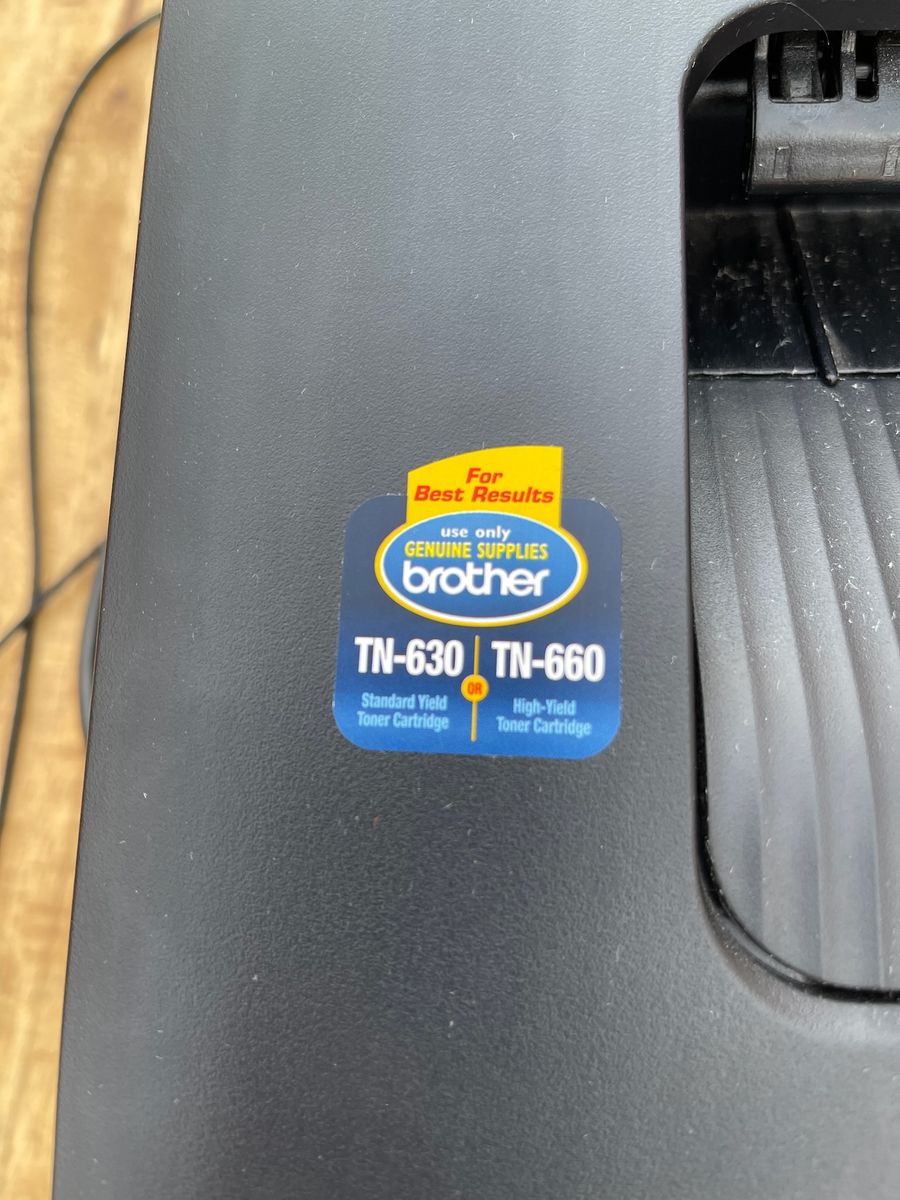 For
Best Results
use only
GENUINE SUPPLIES
brother
TN-630 OR TN-660
Standard Yield
Toner Cartridge
High-Yield
Toner Cartridge